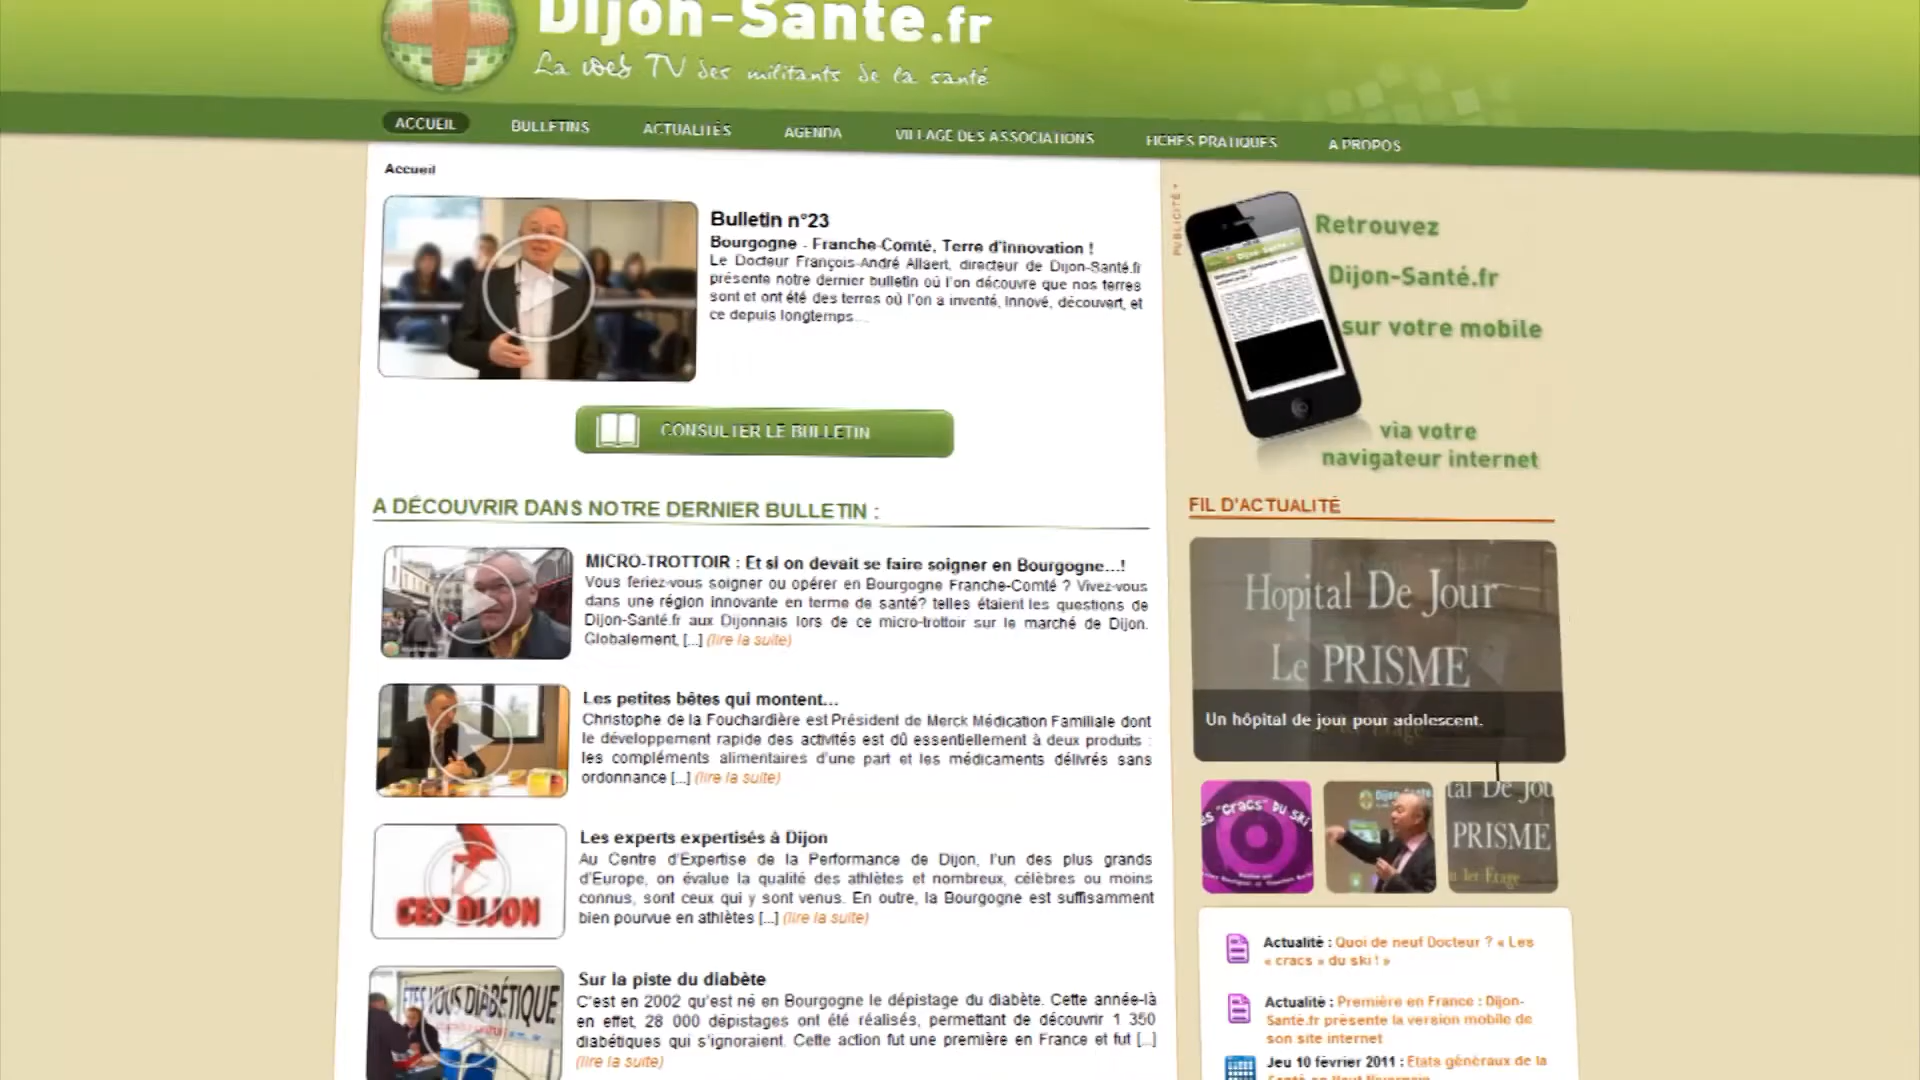 Dijon-Sante.fr
La web TV des militants de la santé
ACCUEIL
BULLETINS
ACTUALITÉS
AGENDA
VILLAGE DES ASSOCIATIONS
FICHES PRATIQUES
A PROPOS
Accueil
Bulletin n°23
Bourgogne - Franche-Comté, Terre d'innovation !
Le Docteur François-André Allaert, directeur de Dijon-Santé.fr
présente notre dernier bulletin où l'on découvre que nos terres
sont et ont été des terres où l'on a inventé, innové, découvert, et
ce depuis longtemps...
CONSULTER LE BULLETIN
PUBLICITÉ
Retrouvez
Dijon-Santé.fr
sur votre mobile
via votre
navigateur internet
A DÉCOUVRIR DANS NOTRE DERNIER BULLETIN :
MICRO-TROTTOIR : Et si on devait se faire soigner en Bourgogne...!
Vous feriez-vous soigner ou opérer en Bourgogne Franche-Comté ? Vivez-vous
dans une région innovante en terme de santé? telles étaient les questions de
Dijon-Santé.fr aux Dijonnais lors de ce micro-trottoir sur le marché de Dijon.
Globalement, [...] (lire la suite)
Les petites bêtes qui montent...
Christophe de la Fouchardière est Président de Merck Médication Familiale dont
le développement rapide des activités est dû essentiellement à deux produits :
les compléments alimentaires d'une part et les médicaments délivrés sans
ordonnance [...] (lire la suite)
CEP DIJON
Les experts expertisés à Dijon
Au Centre d'Expertise de la Performance de Dijon, l'un des plus grands
d'Europe, on évalue la qualité des athlètes et nombreux, célèbres ou moins
connus, sont ceux qui y sont venus. En outre, la Bourgogne est suffisamment
bien pourvue en athlètes [...] (lire la suite)
ÊTES VOUS DIABÉTIQUE
Sur la piste du diabète
C'est en 2002 qu'est né en Bourgogne le dépistage du diabète. Cette année-là
en effet, 28 000 dépistages ont été réalisés, permettant de découvrir 1 350
diabétiques qui s'ignoraient. Cette action fut une première en France et fut [...]
(lire la suite)
FIL D'ACTUALITÉ
Hopital De Jour
Le PRISME
Un hôpital de jour pour adolescent.
"cracs" du ski
tal De Jou
PRISME
1er Etage
Actualité : Quoi de neuf Docteur ? « Les
« cracs » du ski ! »
Actualité : Première en France : Dijon-
Santé.fr présente la version mobile de
son site internet
Jeu 10 février 2011 : Etats généraux de la